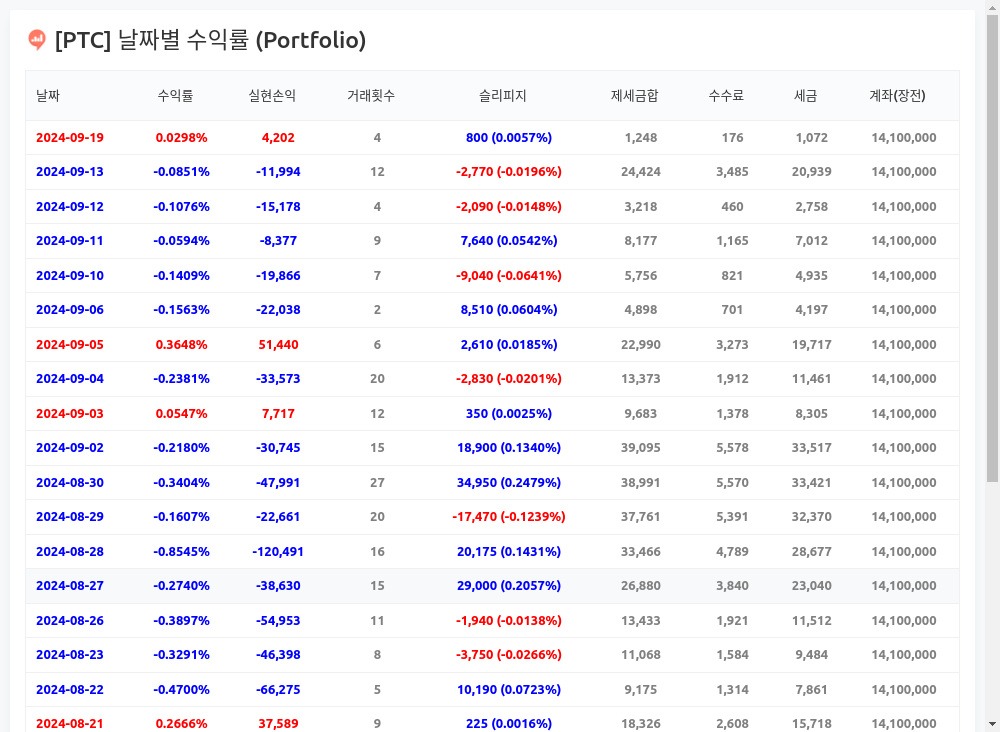 [PTC] 날짜별 수익률 (Portfolio)
날짜 수익률 실현손익 거래횟수 슬리피지 제세금합 수수료 세금 계좌(장전)
2024-09-19 0.0298% 4,202 4 800 (0.0057%) 1,248 176 1,072 14,100,000
2024-09-13 -0.0851% -11,994 12 -2,770 (-0.0196%) 24,424 3,485 20,939 14,100,000
2024-09-12 -0.1076% -15,178 4 -2,090 (-0.0148%) 3,218 460 2,758 14,100,000
2024-09-11 -0.0594% -8,377 9 7,640 (0.0542%) 8,177 1,165 7,012 14,100,000
2024-09-10 -0.1409% -19,866 7 -9,040 (-0.0641%) 5,756 821 4,935 14,100,000
2024-09-06 -0.1563% -22,038 2 8,510 (0.0604%) 4,898 701 4,197 14,100,000
2024-09-05 0.3648% 51,440 6 2,610 (0.0185%) 22,990 3,273 19,717 14,100,000
2024-09-04 -0.2381% -33,573 20 -2,830 (-0.0201%) 13,373 1,912 11,461 14,100,000
2024-09-03 0.0547% 7,717 12 350 (0.0025%) 9,683 1,378 8,305 14,100,000
2024-09-02 -0.2180% -30,745 15 18,900 (0.1340%) 39,095 5,578 33,517 14,100,000
2024-08-30 -0.3404% -47,991 27 34,950 (0.2479%) 38,991 5,570 33,421 14,100,000
2024-08-29 -0.1607% -22,661 20 -17,470 (-0.1239%) 37,761 5,391 32,370 14,100,000
2024-08-28 -0.8545% -120,491 16 20,175 (0.1431%) 33,466 4,789 28,677 14,100,000
2024-08-27 -0.2740% -38,630 15 29,000 (0.2057%) 26,880 3,840 23,040 14,100,000
2024-08-26 -0.3897% -54,953 11 -1,940 (-0.0138%) 13,433 1,921 11,512 14,100,000
2024-08-23 -0.3291% -46,398 8 -3,750 (-0.0266%) 11,068 1,584 9,484 14,100,000
2024-08-22 -0.4700% -66,275 5 10,190 (0.0723%) 9,175 1,314 7,861 14,100,000
2024-08-21 0.2666% 37,589 9 225 (0.0016%) 18,326 2,608 15,718 14,100,000